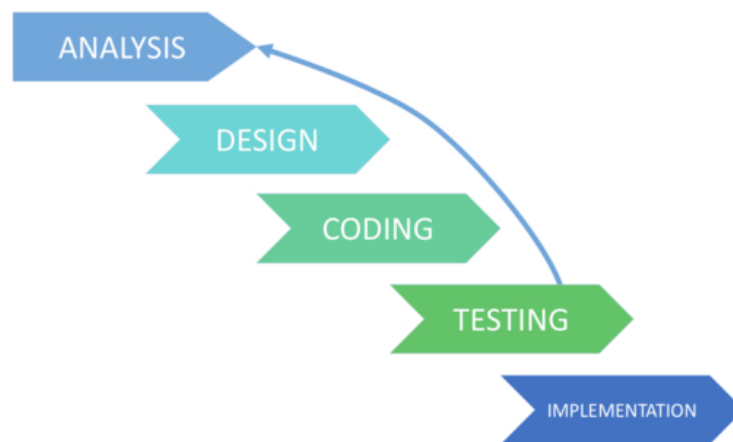 ANALYSIS
DESIGN
CODING
TESTING
IMPLEMENTATION